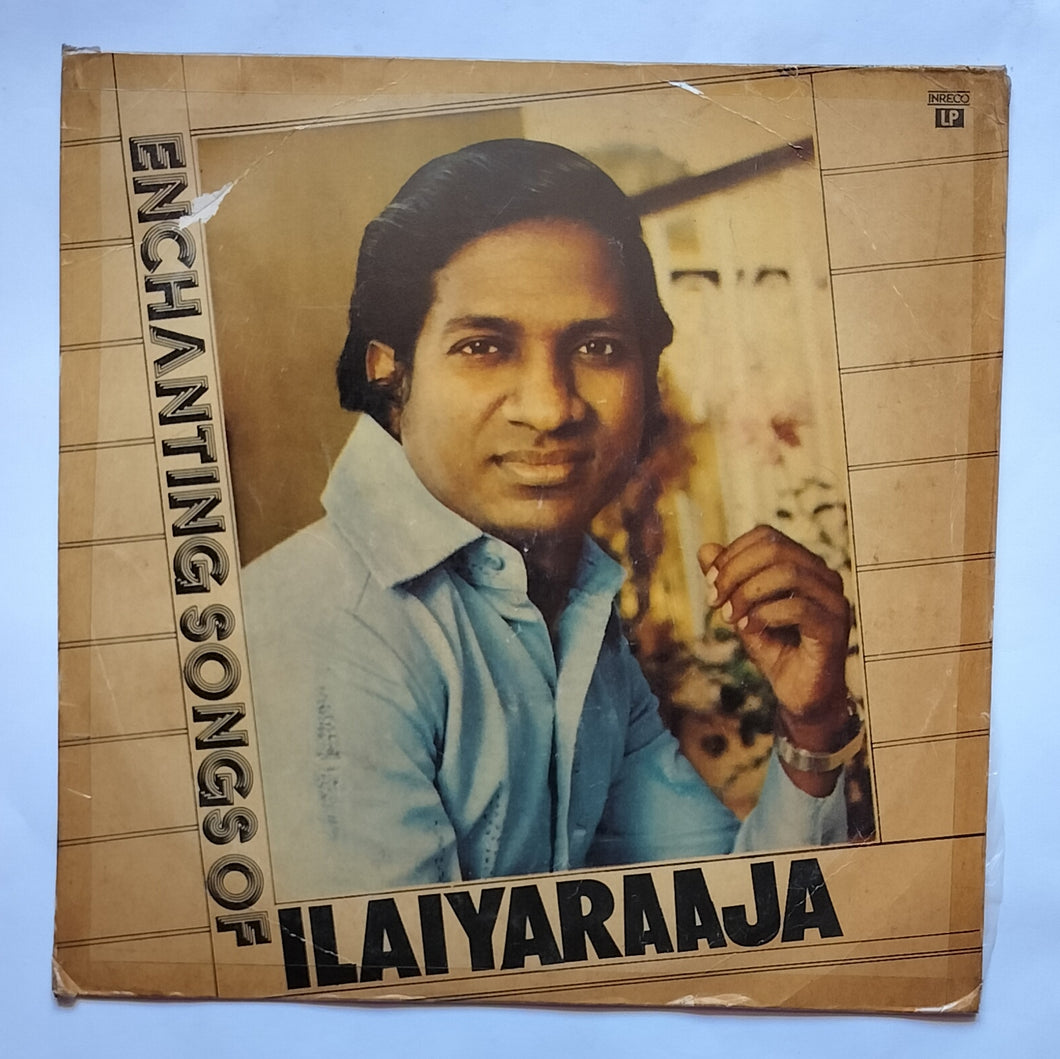 INRECO
LP
ENCHANTING SONGS OF
ILAIYARAAJA